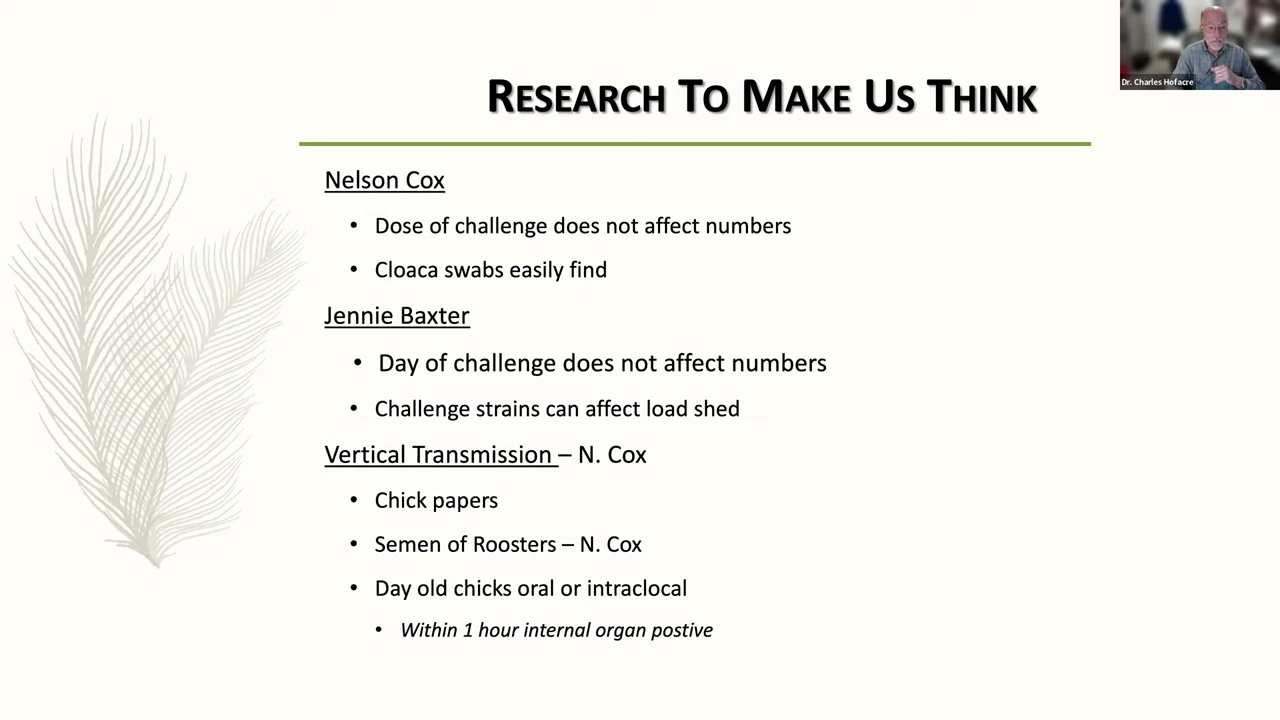 Dr. Charles Hofacre
RESEARCH TO MAKE US THINK
Nelson Cox
• Dose of challenge does not affect numbers
• Cloaca swabs easily find
Jennie Baxter
• Day of challenge does not affect numbers
• Challenge strains can affect load shed
Vertical Transmission – N. Cox
• Chick papers
• Semen of Roosters – N. Cox
• Day old chicks oral or intraclocal
• Within 1 hour internal organ postive